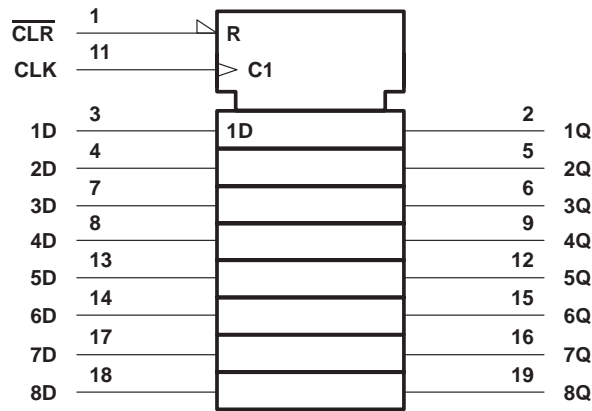 C̅L̅R̅ 1 R
CLK 11 C1
1D 3 1D 2 1Q
2D 4 5 2Q
3D 7 6 3Q
4D 8 9 4Q
5D 13 12 5Q
6D 14 15 6Q
7D 17 16 7Q
8D 18 19 8Q